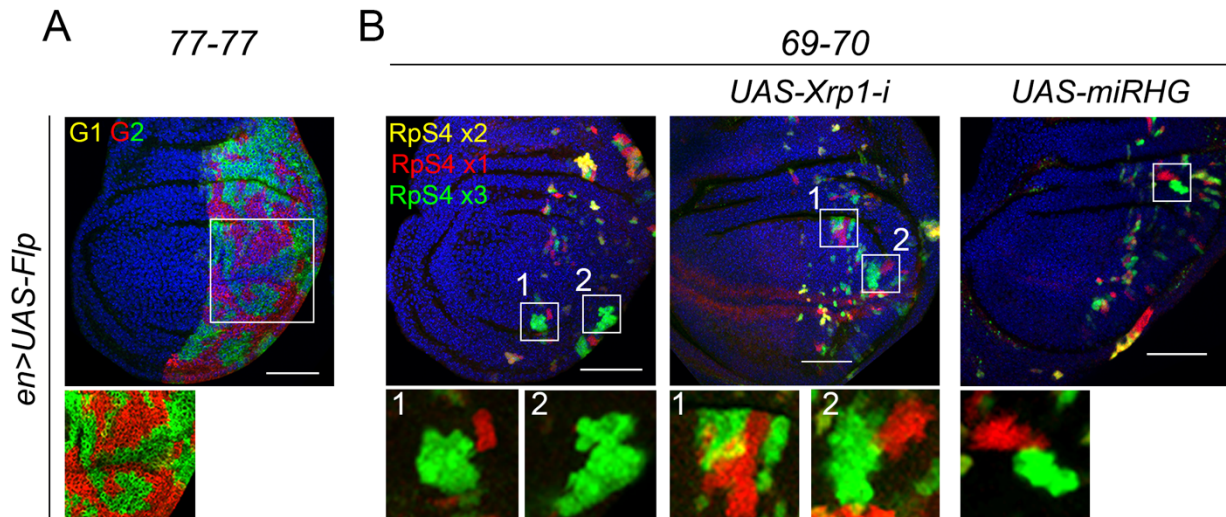 A
77-77
B
69-70
UAS-Xrp1-i
UAS-miRHG
en>UAS-Flp
G1 G2
RpS4 x2
RpS4 x1
RpS4 x3
1
2
1
2
1
2
1
2